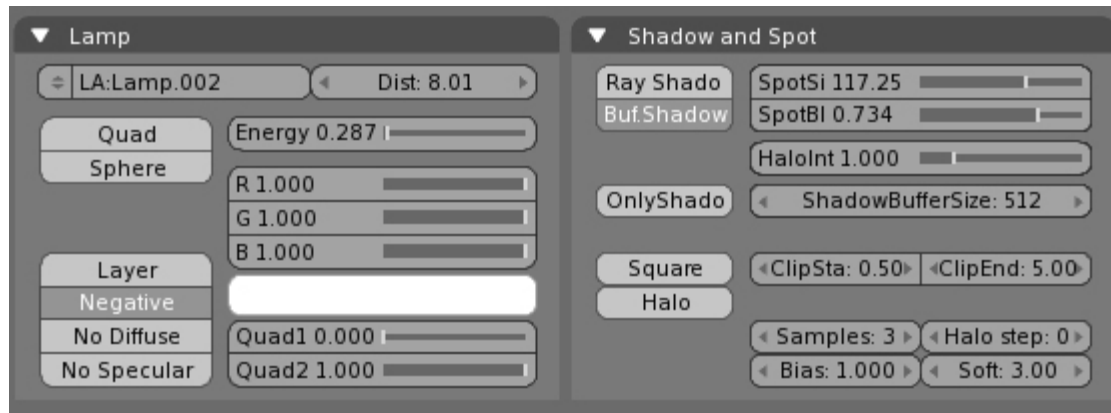 Lamp
LA:Lamp.002
Dist: 8.01
Quad
Sphere
Energy 0.287
R 1.000
G 1.000
B 1.000
Layer
Negative
No Diffuse
No Specular
Quad1 0.000
Quad2 1.000
Shadow and Spot
Ray Shado
Buf.Shadow
SpotSi 117.25
SpotBl 0.734
HaloInt 1.000
OnlyShado
ShadowBufferSize: 512
Square
Halo
ClipSta: 0.50
ClipEnd: 5.00
Samples: 3
Halo step: 0
Bias: 1.000
Soft: 3.00